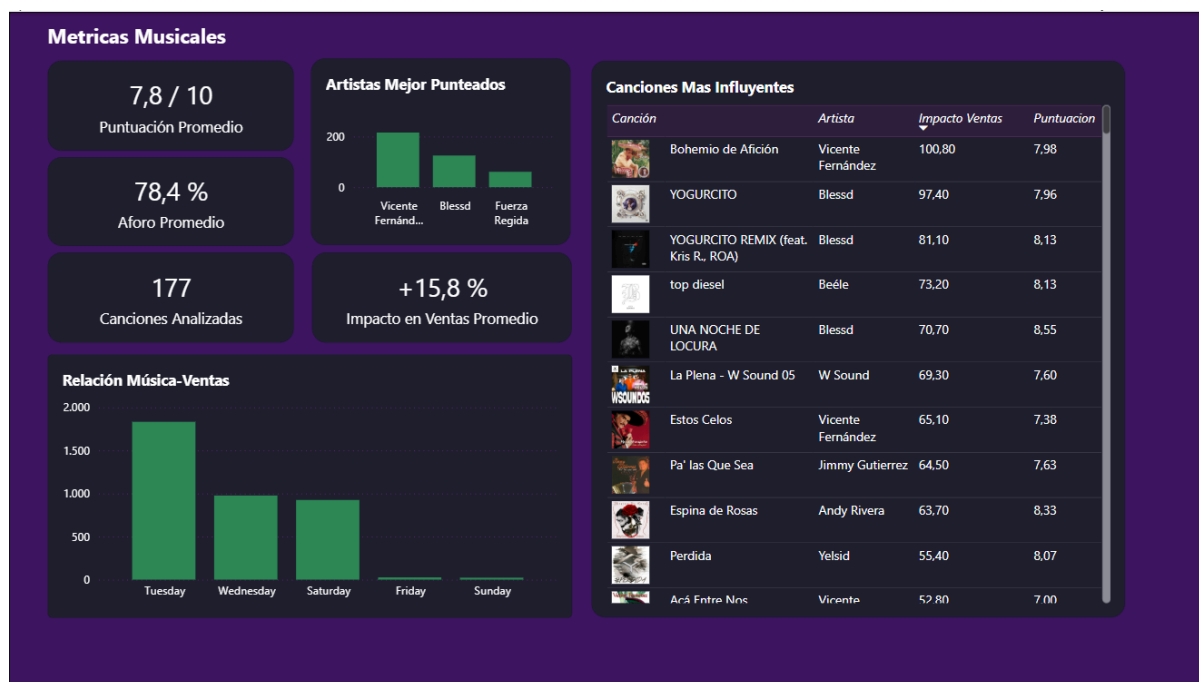 Metricas Musicales
7,8 / 10
Puntuación Promedio
78,4 %
Aforo Promedio
177
Canciones Analizadas
Artistas Mejor Punteados
200
0
Vicente
Fernánd...
Blessd
Fuerza
Regida
+15,8 %
Impacto en Ventas Promedio
Relación Música-Ventas
2.000
1.500
1.000
500
0
Tuesday
Wednesday
Saturday
Friday
Sunday
Canciones Mas Influyentes
Canción Artista Impacto Ventas Puntuacion
Bohemio de Afición Vicente 100,80 7,98
Fernández
YOGURCITO Blessd 97,40 7,96
YOGURCITO REMIX (feat. Blessd 81,10 8,13
Kris R., ROA)
top diesel Beéle 73,20 8,13
UNA NOCHE DE Blessd 70,70 8,55
LOCURA
La Plena - W Sound 05 W Sound 69,30 7,60
WSOUNDOS
Estos Celos Vicente 65,10 7,38
Fernández
Pa' las Que Sea Jimmy Gutierrez 64,50 7,63
Espina de Rosas Andy Rivera 63,70 8,33
Perdida Yelsid 55,40 8,07
Acá Entre Nos Vicente 52,80 7,00